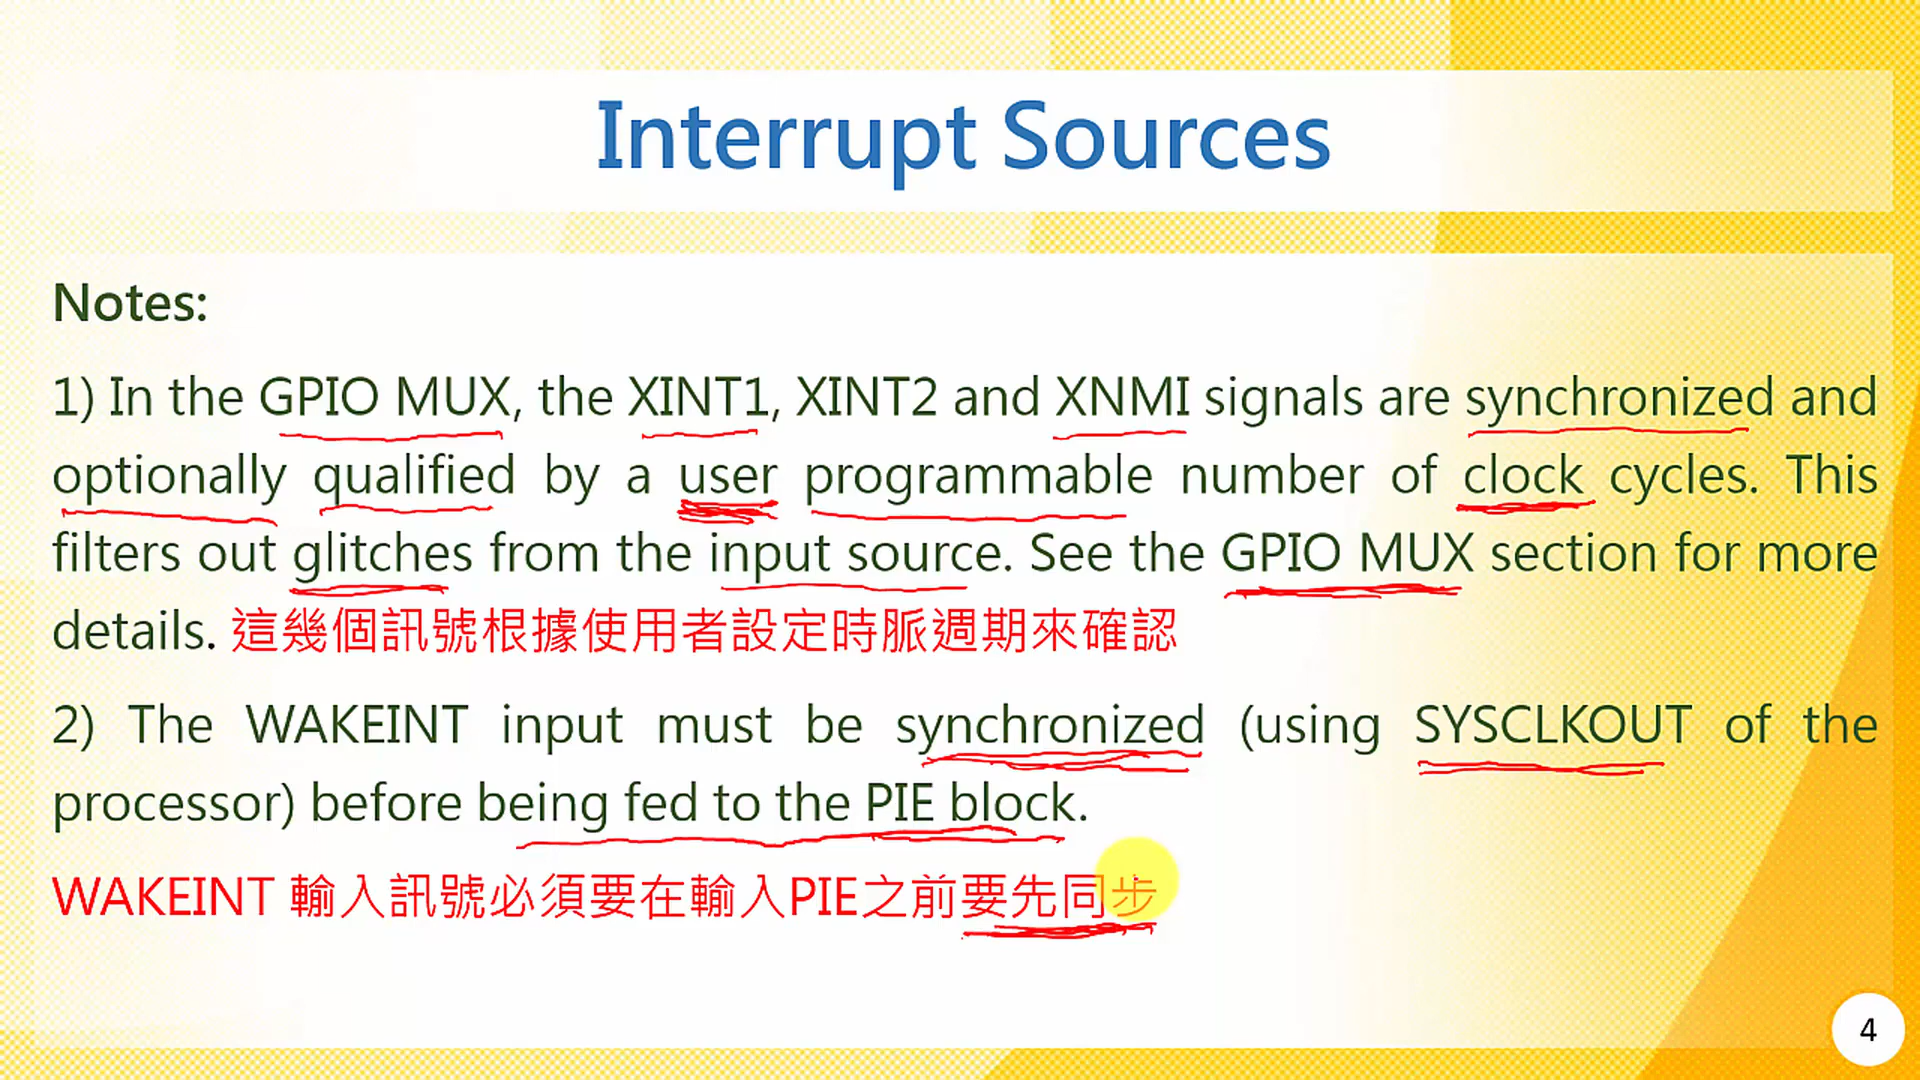 Interrupt Sources
Notes:
1) In the GPIO MUX, the XINT1, XINT2 and XNMI signals are synchronized and
optionally qualified by a user programmable number of clock cycles. This
filters out glitches from the input source. See the GPIO MUX section for more
details. 這幾個訊號根據使用者設定時脈週期來確認
2) The WAKEINT input must be synchronized (using SYSCLKOUT of the
processor) before being fed to the PIE block.
WAKEINT 輸入訊號必須要在輸入PIE之前要先同步
4